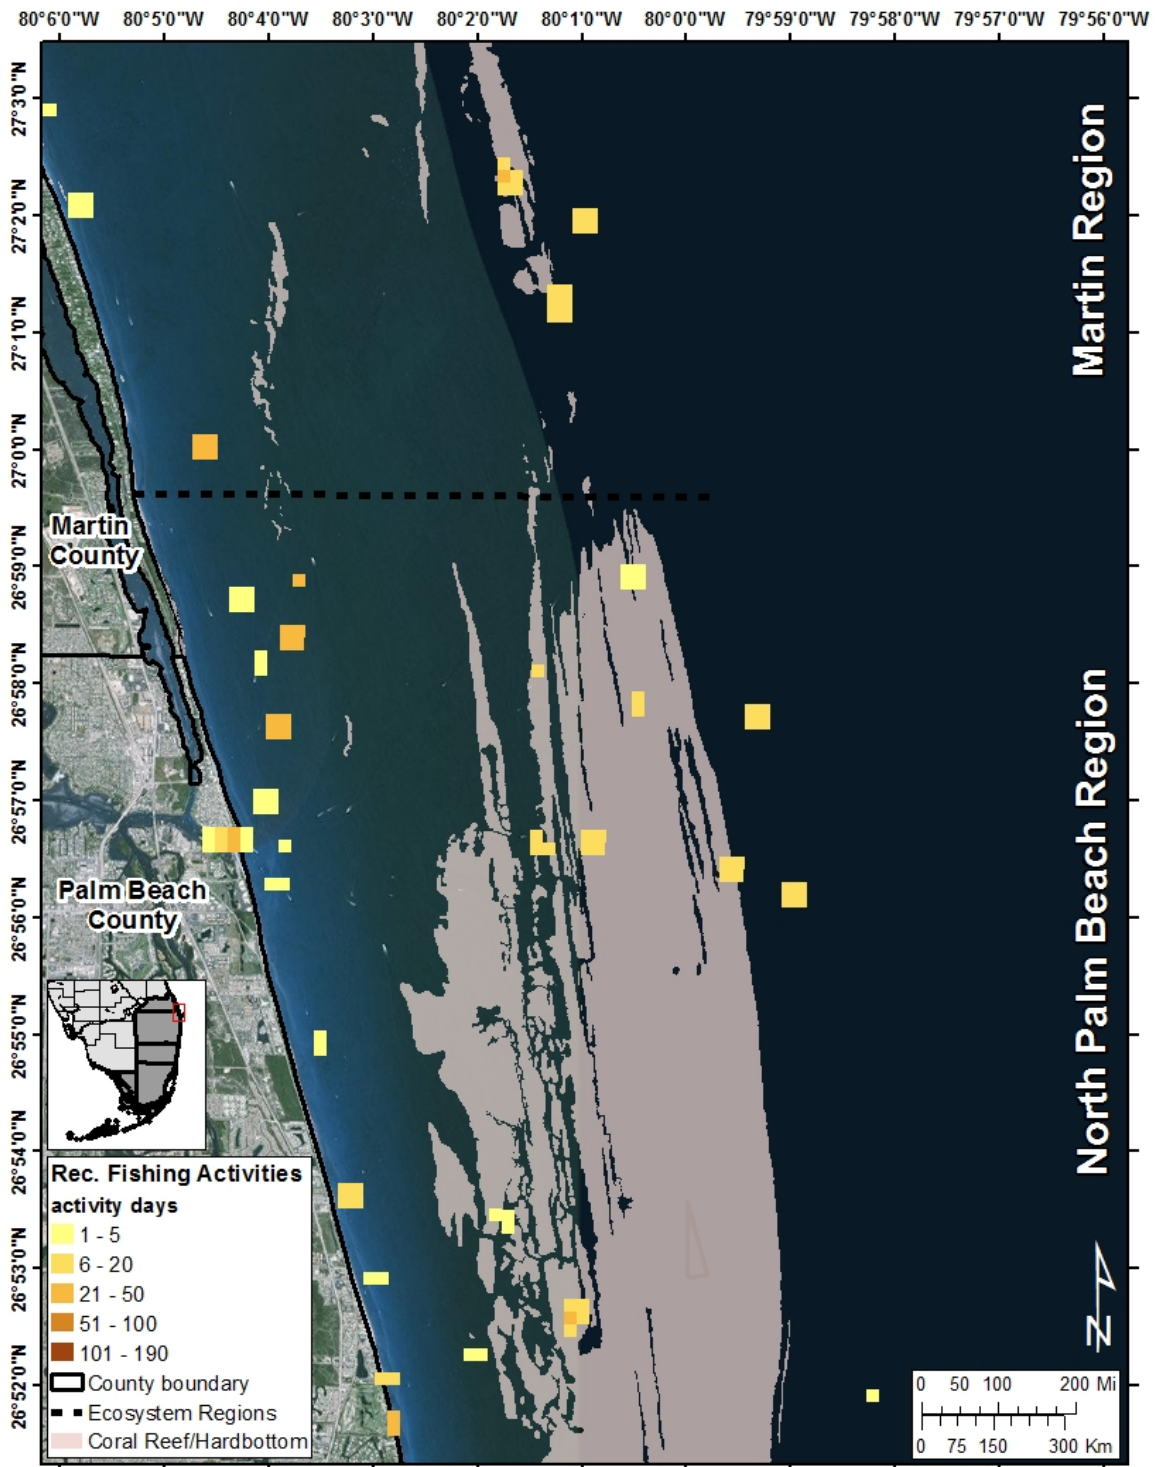 80°6'0"W 80°5'0"W 80°4'0"W 80°3'0"W 80°2'0"W 80°1'0"W 80°0'0"W 79°59'0"W 79°58'0"W 79°57'0"W 79°56'0"W
27°3'0"N
27°2'0"N
27°1'0"N
27°0'0"N
26°59'0"N
26°58'0"N
26°57'0"N
26°56'0"N
26°55'0"N
26°54'0"N
26°53'0"N
26°52'0"N
Martin Region
Martin
County
North Palm Beach Region
Palm Beach
County
Rec. Fishing Activities
activity days
1 - 5
6 - 20
21 - 50
51 - 100
101 - 190
County boundary
Ecosystem Regions
Coral Reef/Hardbottom
N
0 50 100 200 Mi
0 75 150 300 Km